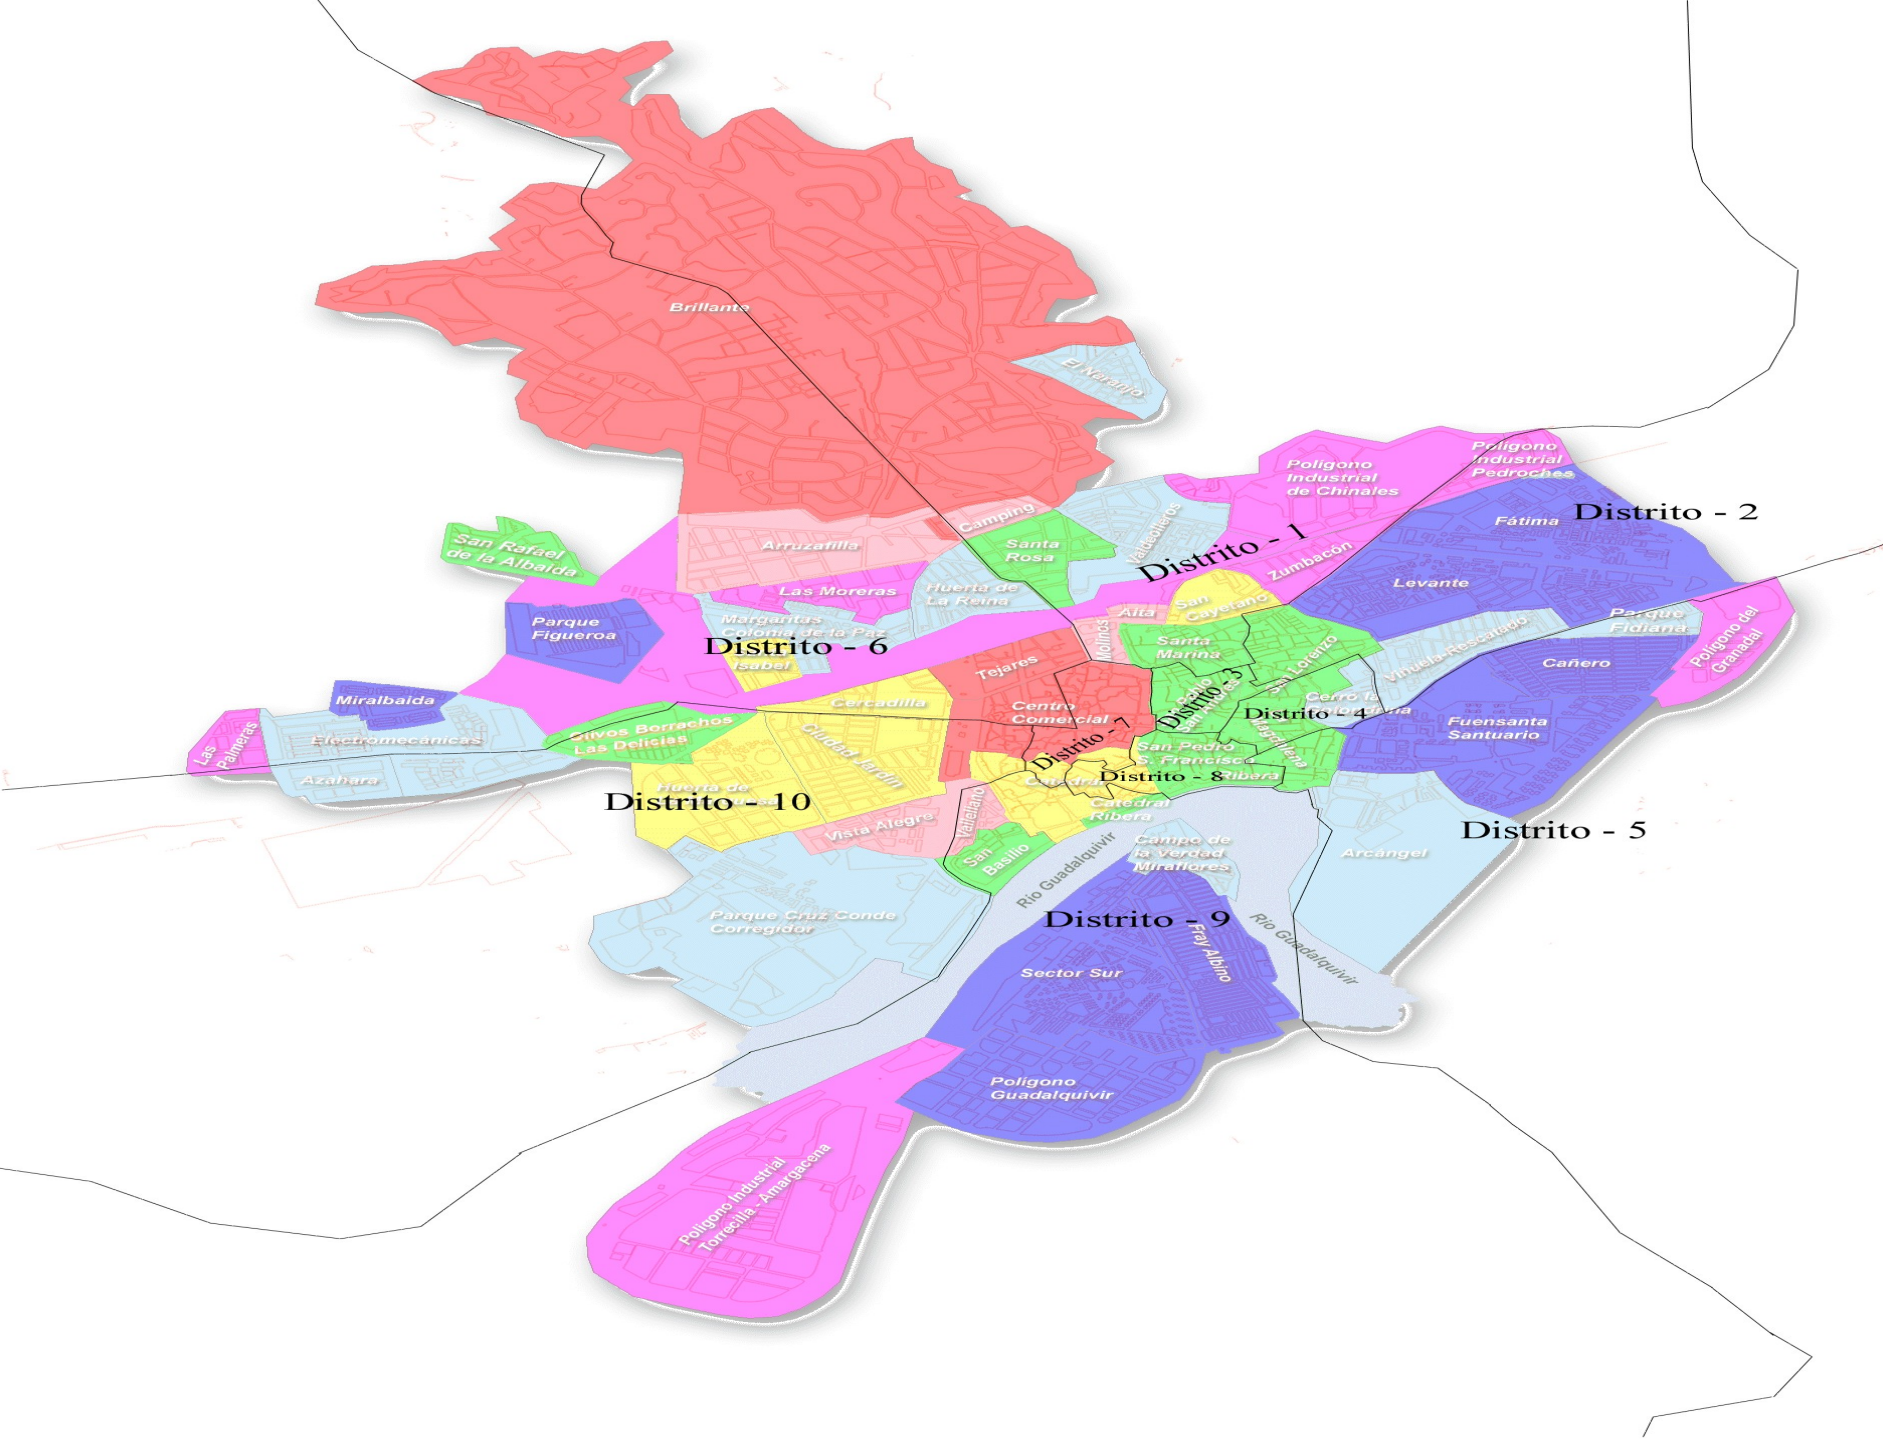 Brillante
El Naranjo
Polígono
Industrial
Pedroches
Polígono
Industrial
de Chinales
Distrito - 2
Fátima
Camping
Valdeolleros
Santa
Rosa
Arruzafilla
San Rafael
de la Albaida
Distrito - 1
Zumbacón
Levante
Las Moreras
Huerta de
La Reina
San
Cayetano
Aita
Molinos
Parque
Figueroa
Margaritas
Colonia de la Paz
Distrito - 6
Isabel
Santa
Marina
San Lorenzo
Viñuela Rescatado
Parque
Fidiana
Polígono del
Granadal
Cañero
Tejares
Miralbaida
Cercadilla
Centro
Comercial
Distrito - 3
Cerro la
Distrito - 4
Magdalena
Fuensanta
Santuario
Las
Palmeras
Electromecánicas
Azahara
Olivos Borrachos
Las Delicias
Ciudad Jardín
Distrito - 7
San Pedro
S. Francisco
Ribera
Distrito - 8
Catedral
Huerta de
Distrito - 10
Vista Alegre
Vallellano
Catedral
Ribera
San
Basilio
Río Guadalquivir
Campo de
la Verdad
Miraflores
Arcángel
Distrito - 5
Parque Cruz Conde
Corregidor
Distrito - 9
Fray Albino
Río Guadalquivir
Sector Sur
Polígono
Guadalquivir
Polígono Industrial
Torrecilla - Amargacena